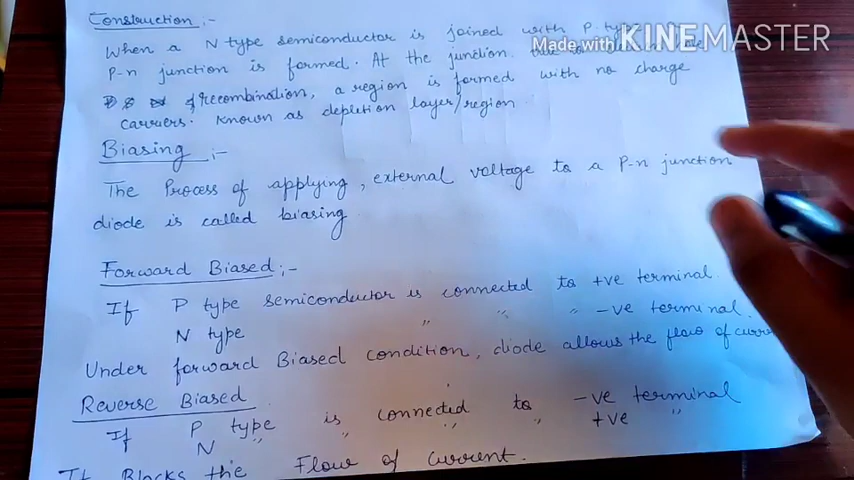 Construction :-
When a N type semiconductor is joined with P. type
P-n junction is formed. At the junction
of recombination, a region is formed with no charge
carriers. Known as depletion layer/region
Biasing :-
The Process of applying, external voltage to a P-n junction
diode is called biasing
Forward Biased :-
If P type semiconductor is connected to +ve terminal.
N type " " " -ve terminal.
Under forward Biased condition, diode allows the flow of curre
Reverse Biased
If P type is connected to -ve terminal
N " " " " +ve "
It Blocks the Flow of current.
Made with KINEMASTER